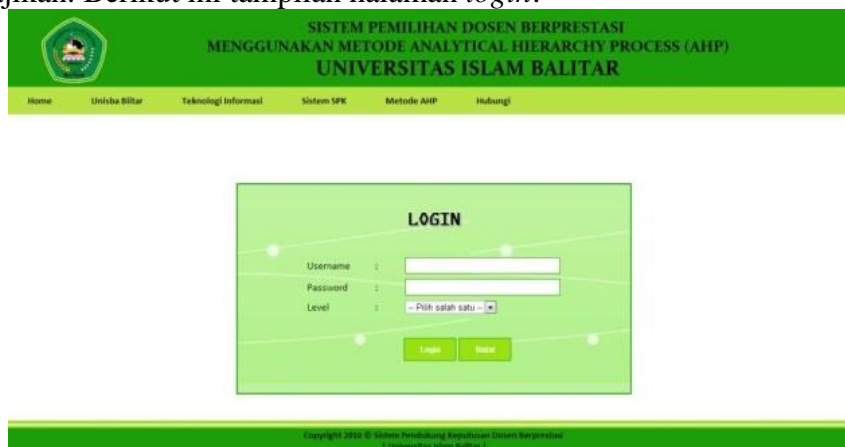 jikan. Berikut ini tampilan halaman login.
SISTEM PEMILIHAN DOSEN BERPRESTASI
MENGGUNAKAN METODE ANALYTICAL HIERARCHY PROCESS (AHP)
UNIVERSITAS ISLAM BALITAR
Home Unisba Blitar Teknologi Informasi Sistem SPK Metode AHP Hubungi
LOGIN
Username :
Password :
Level : -- Pilih salah satu --
Login Batal
Copyright 2010 © Sistem Pendukung Keputusan Dosen Berprestasi
[ Universitas Islam Balitar ]